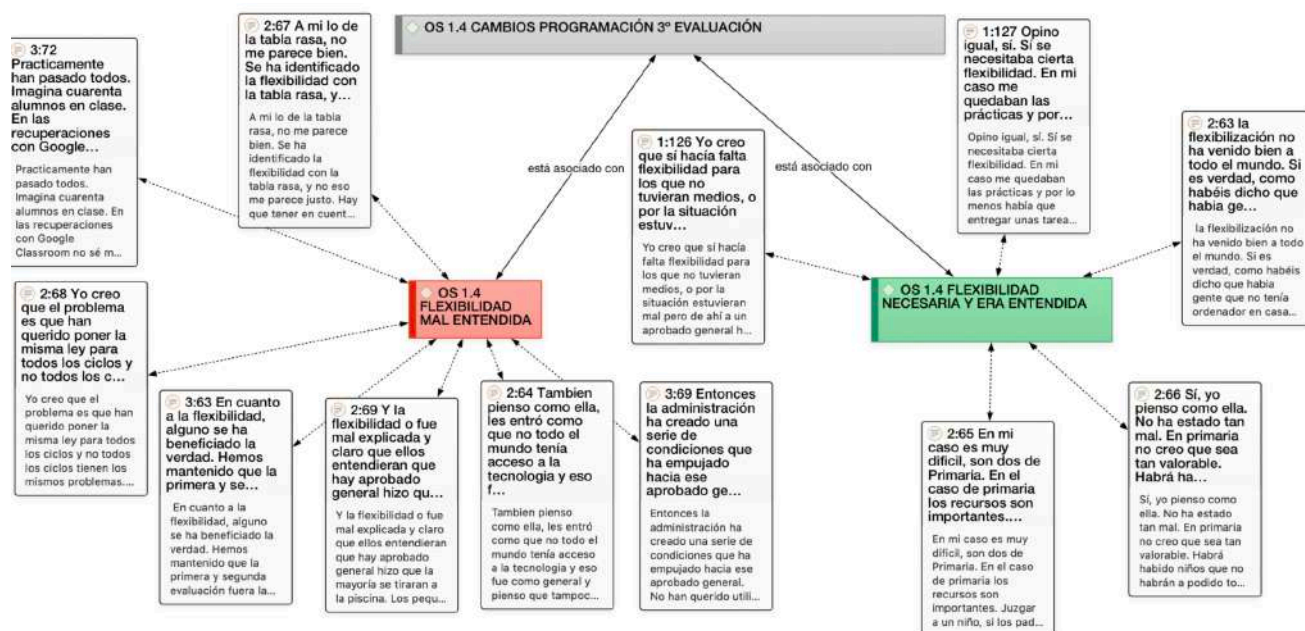 OS 1.4 CAMBIOS PROGRAMACIÓN 3º EVALUACIÓN
3:72
Practicamente
han pasado todos.
Imagina cuarenta
alumnos en clase.
En las
recuperaciones
con Google...
Practicamente han
pasado todos.
Imagina cuarenta
alumnos en clase. En
las recuperaciones
con Google
Classroom no sé m...
2:67 A mi lo de
la tabla rasa, no
me parece bien.
Se ha identificado
la flexibilidad con
la tabla rasa, y...
A mi lo de la tabla
rasa, no me parece
bien. Se ha
identificado la
flexibilidad con la
tabla rasa, y no eso
me parece justo. Hay
que tener en cuent...
1:126 Yo creo
que sí hacía falta
flexibilidad para
los que no
tuvieran medios, o
por la situación
estuv...
Yo creo que sí hacía
falta flexibilidad para
los que no tuvieran
medios, o por la
situación estuvieran
mal pero de ahí a un
aprobado general h...
1:127 Opino
igual, sí. Sí se
necesitaba cierta
flexibilidad. En mi
caso me
quedaban las
prácticas y por...
Opino igual, sí. Sí se
necesitaba cierta
flexibilidad. En mi
caso me quedaban
las prácticas y por lo
menos había que
entregar unas tarea...
2:63 la
flexibilización no
ha venido bien a
todo el mundo. Si
es verdad, como
habéis dicho que
habia ge...
la flexibilización no
ha venido bien a todo
el mundo. Si es
verdad, como habéis
dicho que habia
gente que no tenía
ordenador en casa...
está asociado con
está asociado con
OS 1.4
FLEXIBILIDAD
MAL ENTENDIDA
OS 1.4 FLEXIBILIDAD
NECESARIA Y ERA ENTENDIDA
2:68 Yo creo
que el problema
es que han
querido poner la
misma ley para
todos los ciclos y
no todos los c...
Yo creo que el
problema es que han
querido poner la
misma ley para todos
los ciclos y no todos
los ciclos tienen los
mismos problemas....
3:63 En cuanto
a la flexibilidad,
alguno se ha
beneficiado la
verdad. Hemos
mantenido que la
primera y se...
En cuanto a la
flexibilidad, alguno
se ha beneficiado la
verdad. Hemos
mantenido que la
primera y segunda
evaluación fuera la...
2:69 Y la
flexibilidad o fue
mal explicada y
claro que ellos
entendieran que
hay aprobado
general hizo qu...
Y la flexibilidad o fue
mal explicada y claro
que ellos entendieran
que hay aprobado
general hizo que la
mayoría se tiraran a
la piscina. Los pequ...
2:64 Tambien
pienso como ella,
les entró como
que no todo el
mundo tenía
acceso a la
tecnología y eso
f...
Tambien pienso
como ella, les entró
como que no todo el
mundo tenía acceso
a la tecnología y eso
fue como general y
pienso que tampoc...
3:69 Entonces
la administración
ha creado una
serie de
condiciones que
ha empujado
hacia ese
aprobado ge...
Entonces la
administración ha
creado una serie de
condiciones que ha
empujado hacia ese
aprobado general.
No han querido utili...
2:65 En mi
caso es muy
dificil, son dos de
Primaria. En el
caso de primaria
los recursos son
importantes....
En mi caso es muy
dificil, son dos de
Primaria. En el caso
de primaria los
recursos son
importantes. Juzgar
a un niño, si los pad...
2:66 Sí, yo
pienso como ella.
No ha estado tan
mal. En primaria
no creo que sea
tan valorable.
Habrá ha...
Sí, yo pienso como
ella. No ha estado
tan mal. En primaria
no creo que sea tan
valorable. Habrá
habido niños que no
habrán a podido to...